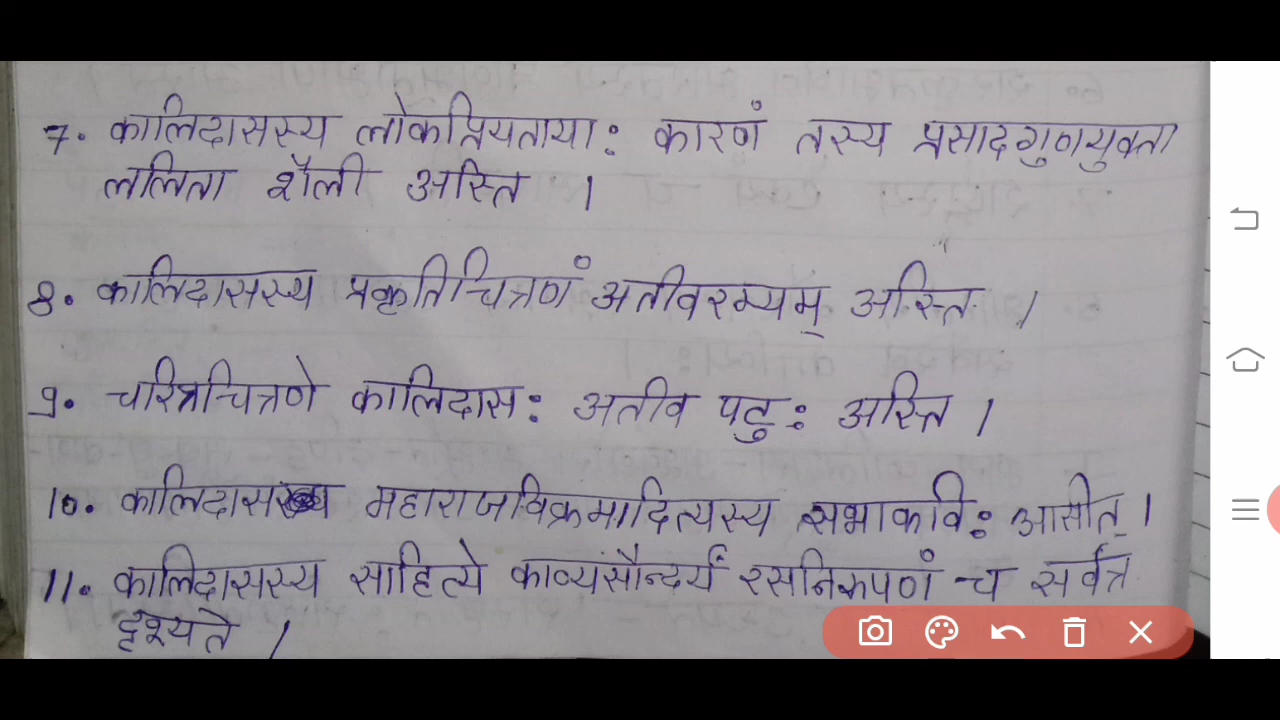 7. कालिदासस्य लोकप्रियतायाः कारणं तस्य प्रसादगुणयुक्ता
ललिता शैली अस्ति ।
8. कालिदासस्य प्रकृतिचित्रणं अतीवरम्यम् अस्ति ।
9. चरित्रचित्रणे कालिदासः अतीव पटुः अस्ति ।
10. महाराजविक्रमादित्यस्य सभाकविः आसीत् ।
11. कालिदासस्य साहित्ये काव्यसौन्दर्यं रसनिरूपणं च सर्वत्र
दृश्यते ।